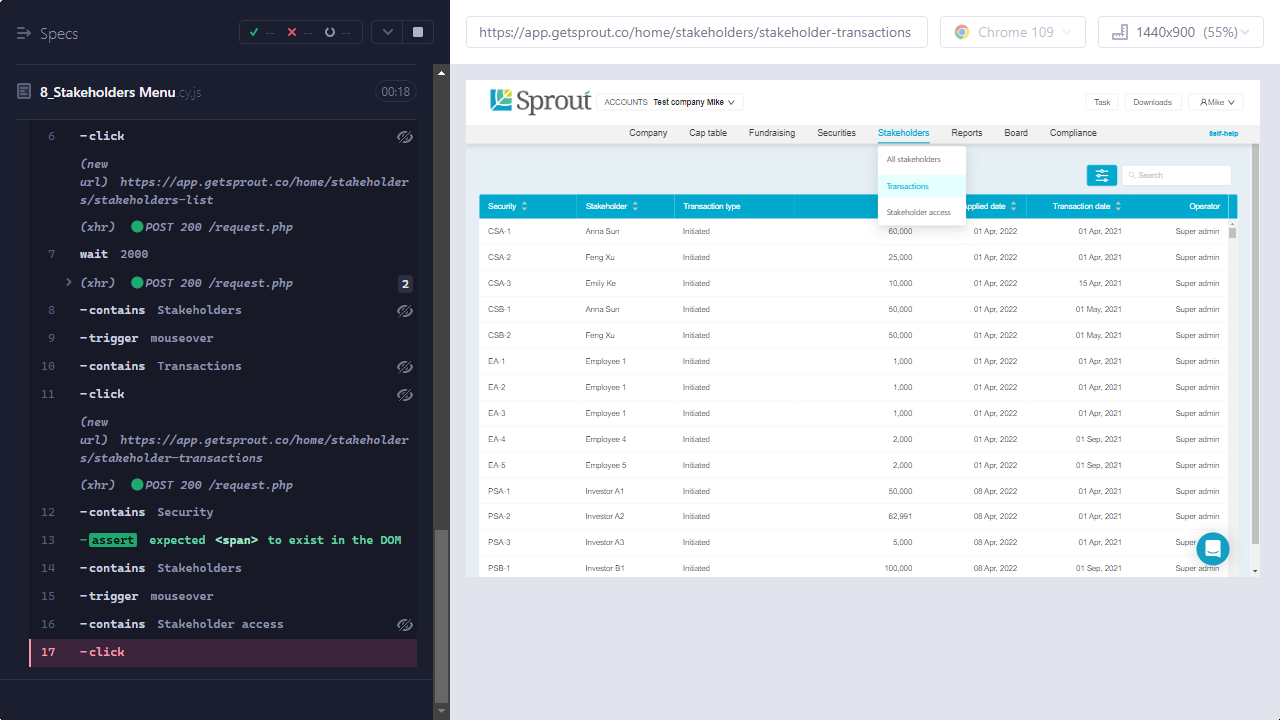 Specs
-- -- --
8_Stakeholders Menu.cy.js
00:18
6 -click
(new
url) https://app.getsprout.co/home/stakeholder
s/stakeholders-list
(xhr) POST 200 /request.php
7 wait 2000
(xhr) POST 200 /request.php 2
8 -contains Stakeholders
9 -trigger mouseover
10 -contains Transactions
11 -click
(new
url) https://app.getsprout.co/home/stakeholder
s/stakeholder-transactions
(xhr) POST 200 /request.php
12 -contains Security
13 -assert expected <span> to exist in the DOM
14 -contains Stakeholders
15 -trigger mouseover
16 -contains Stakeholder access
17 -click
https://app.getsprout.co/home/stakeholders/stakeholder-transactions
Chrome 109
1440x900 (55%)
Sprout
ACCOUNTS Test company Mike
Task
Downloads
Mike
Company Cap table Fundraising Securities Stakeholders Reports Board Compliance Self-help
All stakeholders
Transactions
Stakeholder access
Search
Security Stakeholder Transaction type pplied date Transaction date Operator
CSA-1 Anna Sun Initiated 60,000 01 Apr, 2022 01 Apr, 2021 Super admin
CSA-2 Feng Xu Initiated 25,000 01 Apr, 2022 01 Apr, 2021 Super admin
CSA-3 Emily Ke Initiated 10,000 01 Apr, 2022 15 Apr, 2021 Super admin
CSB-1 Anna Sun Initiated 50,000 01 Apr, 2022 01 May, 2021 Super admin
CSB-2 Feng Xu Initiated 50,000 01 Apr, 2022 01 May, 2021 Super admin
EA-1 Employee 1 Initiated 1,000 01 Apr, 2022 01 Apr, 2021 Super admin
EA-2 Employee 1 Initiated 1,000 01 Apr, 2022 01 Apr, 2021 Super admin
EA-3 Employee 1 Initiated 1,000 01 Apr, 2022 01 Apr, 2021 Super admin
EA-4 Employee 4 Initiated 2,000 01 Apr, 2022 01 Sep, 2021 Super admin
EA-5 Employee 5 Initiated 2,000 01 Apr, 2022 01 Sep, 2021 Super admin
PSA-1 Investor A1 Initiated 50,000 08 Apr, 2022 01 Apr, 2021 Super admin
PSA-2 Investor A2 Initiated 62,991 08 Apr, 2022 01 Apr, 2021 Super admin
PSA-3 Investor A3 Initiated 5,000 08 Apr, 2022 01 Apr, 2021 Super admin
PSB-1 Investor B1 Initiated 100,000 08 Apr, 2022 01 Sep, 2021 Super admin